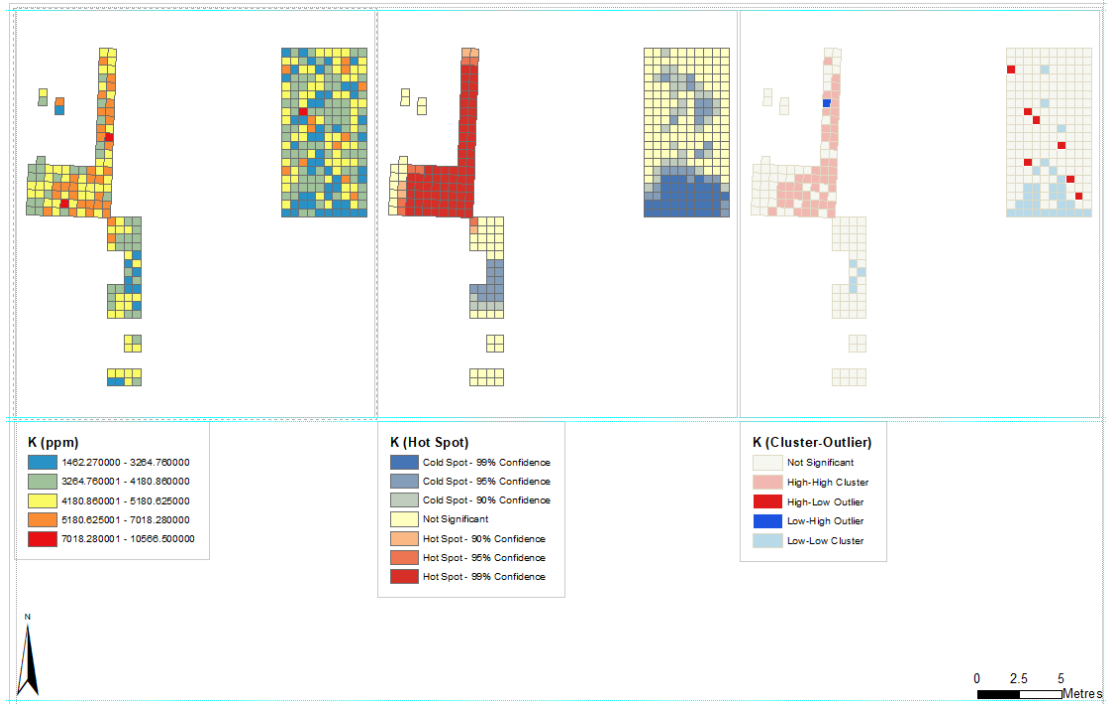 K (ppm)
1462.270000 - 3264.760000
3264.760001 - 4180.860000
4180.860001 - 5180.625000
5180.625001 - 7018.280000
7018.280001 - 10566.500000
K (Hot Spot)
Cold Spot - 99% Confidence
Cold Spot - 95% Confidence
Cold Spot - 90% Confidence
Not Significant
Hot Spot - 90% Confidence
Hot Spot - 95% Confidence
Hot Spot - 99% Confidence
K (Cluster-Outlier)
Not Significant
High-High Cluster
High-Low Outlier
Low-High Outlier
Low-Low Cluster
N
0 2.5 5
Metres